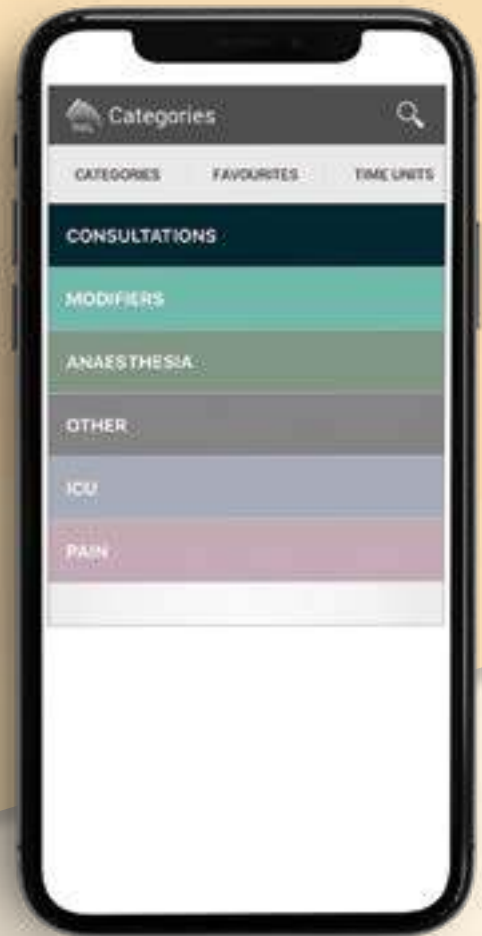 Categories
CATEGORIES FAVOURITES TIME UNITS
CONSULTATIONS
MODIFIERS
ANAESTHESIA
OTHER
ICU
PAIN